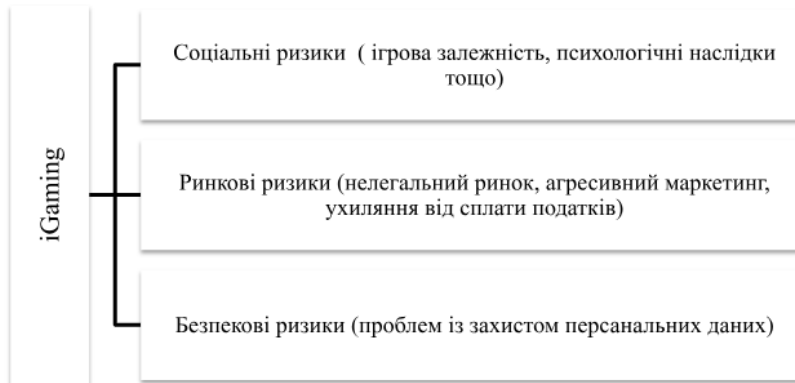 iGaming
Соціальні ризики ( ігрова залежність, психологічні наслідки
тощо)
Ринкові ризики (нелегальний ринок, агресивний маркетинг,
ухиляння від сплати податків)
Безпекові ризики (проблем із захистом персанальних даних)